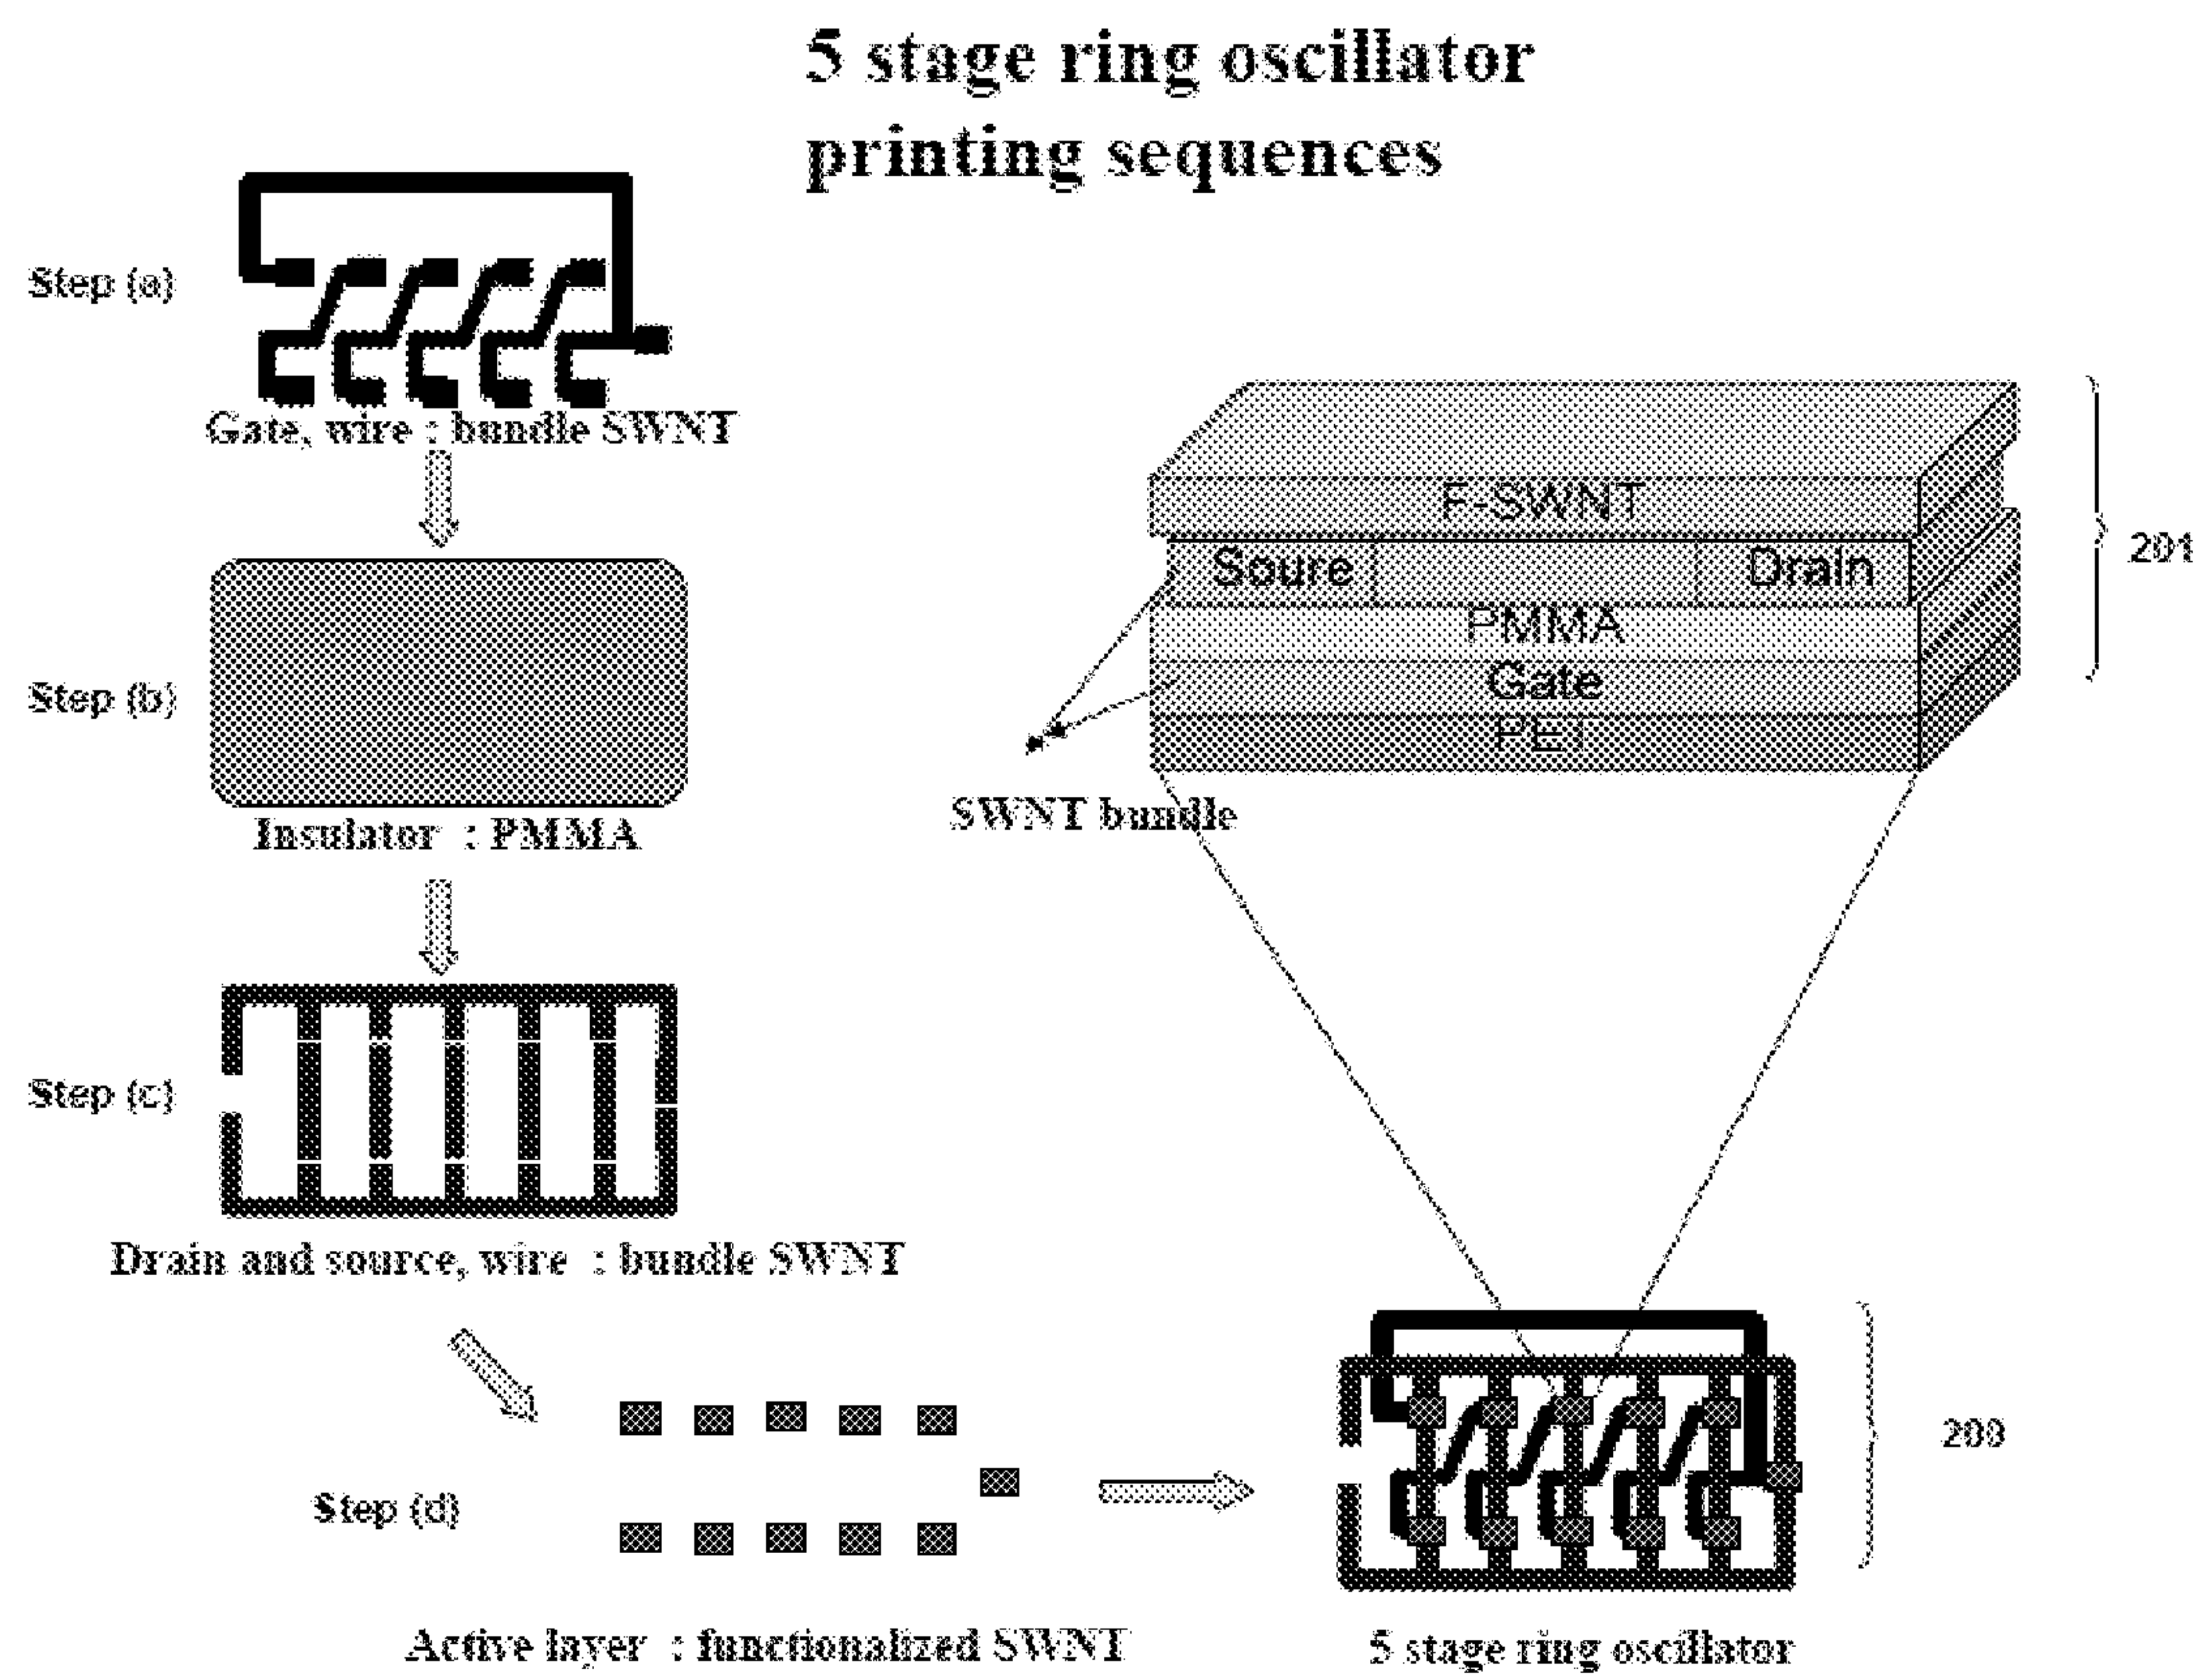 5 stage ring oscillator
printing sequences
Step (a)
Gate, wire : bundle SWNT
Step (b)
Insulator : PMMA
Step (c)
Drain and source, wire : bundle SWNT
Step (d)
Active layer : functionalized SWNT
F-SWNT
Soure
Drain
PMMA
Gate
PET
201
SWNT bundle
200
5 stage ring oscillator